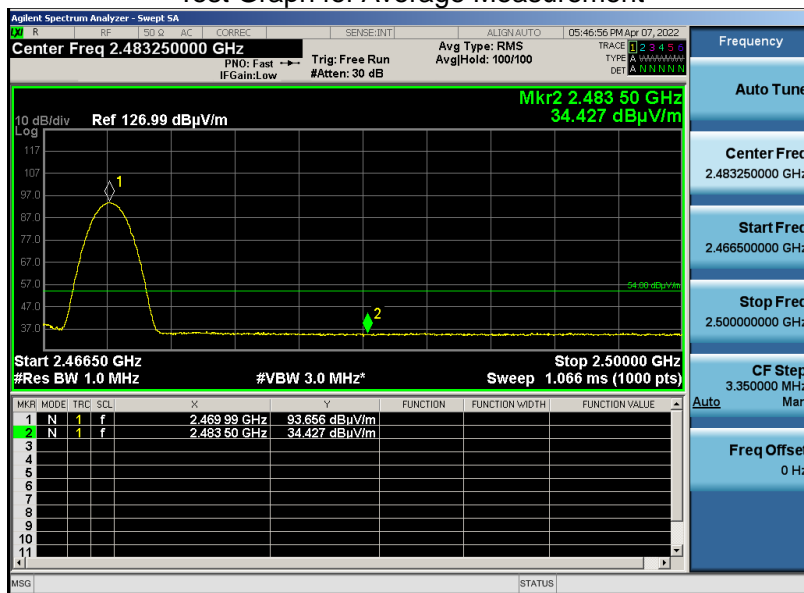 Test Graph for Average Measurement
Agilent Spectrum Analyzer - Swept SA
LXI R RF 50 Ω AC CORREC SENSE:INT ALIGN AUTO 05:46:56 PM Apr 07, 2022
Center Freq 2.483250000 GHz
PNO: Fast
IFGain:Low
Trig: Free Run
#Atten: 30 dB
Avg Type: RMS
Avg|Hold: 100/100
TRACE 1 2 3 4 5 6
TYPE A WWWWW
DET A N N N N N
Mkr2 2.483 50 GHz
34.427 dBµV/m
10 dB/div Ref 126.99 dBµV/m
Log
117
107
97.0
87.0
77.0
67.0
57.0
47.0
37.0
1
2
54.00 dBµV/m
Start 2.46650 GHz Stop 2.50000 GHz
#Res BW 1.0 MHz #VBW 3.0 MHz* Sweep 1.066 ms (1000 pts)
MKR MODE TRC SCL X Y FUNCTION FUNCTION WIDTH FUNCTION VALUE
1 N 1 f 2.469 99 GHz 93.656 dBµV/m
2 N 1 f 2.483 50 GHz 34.427 dBµV/m
3
4
5
6
7
8
9
10
11
MSG STATUS
Frequency
Auto Tune
Center Freq
2.483250000 GHz
Start Freq
2.466500000 GHz
Stop Freq
2.500000000 GHz
CF Step
3.350000 MHz
Auto Man
Freq Offset
0 Hz